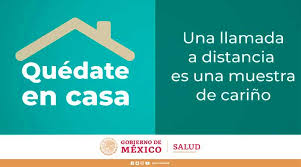 Quédate
en casa
Una llamada
a distancia
es una muestra
de cariño
GOBIERNO DE
MÉXICO
SALUD